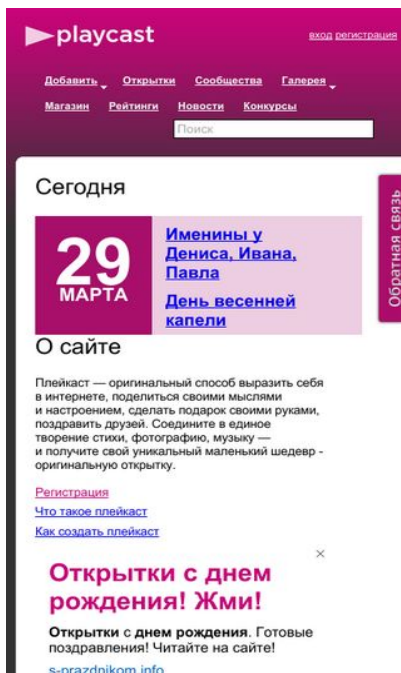 playcast
вход регистрация
Добавить Открытки Сообщества Галерея
Магазин Рейтинги Новости Конкурсы
Поиск
Обратная связь
Сегодня
29
МАРТА
Именины у
Дениса, Ивана,
Павла
День весенней
капели
О сайте
Плейкаст — оригинальный способ выразить себя
в интернете, поделиться своими мыслями
и настроением, сделать подарок своими руками,
поздравить друзей. Соедините в единое
творение стихи, фотографию, музыку —
и получите свой уникальный маленький шедевр -
оригинальную открытку.
Регистрация
Что такое плейкаст
Как создать плейкаст
Открытки с днем
рождения! Жми!
Открытки с днем рождения. Готовые
поздравления! Читайте на сайте!
s-prazdnikom.info